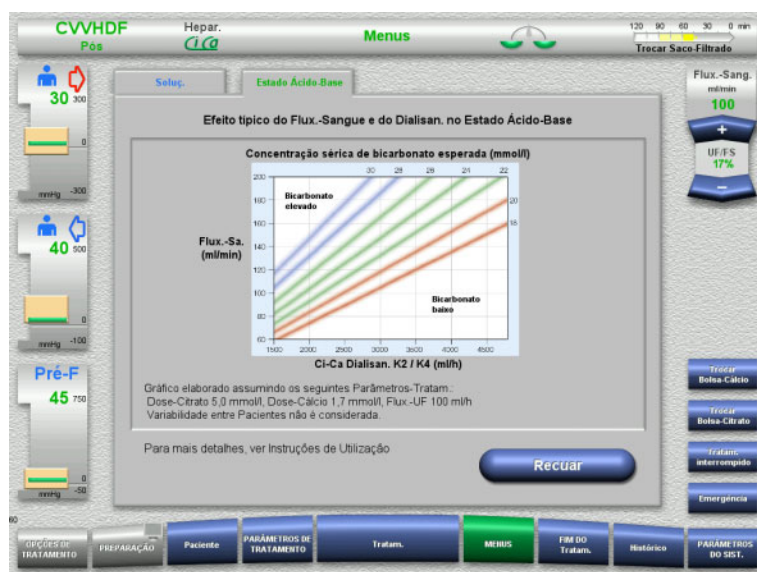 CVVHDF
Pós
Hepar.
Ci Ca
Menus
120 90 60 30 0 min
Trocar Saco-Filtrado
30
300
0
mmHg -300
40
500
0
mmHg -100
Pré-F
45
750
0
mmHg -50
60
Soluç.
Estado Ácido-Base
Efeito típico do Flux.-Sangue e do Dialisan. no Estado Ácido-Base
Concentração sérica de bicarbonato esperada (mmol/l)
30 28 26 24 22
200
180
160
140
120
100
80
60
20
18
Bicarbonato
elevado
Flux.-Sa.
(ml/min)
Bicarbonato
baixo
1500 2000 2500 3000 3500 4000 4500
Ci-Ca Dialisan. K2 / K4 (ml/h)
Gráfico elaborado assumindo os seguintes Parâmetros-Tratam.:
Dose-Citrato 5,0 mmol/l, Dose-Cálcio 1,7 mmol/l, Flux.-UF 100 ml/h
Variabilidade entre Pacientes não é considerada.
Para mais detalhes, ver Instruções de Utilização
Recuar
Flux.-Sang.
ml/min
100
+
UF/FS
17%
−
Trocar
Bolsa-Cálcio
Trocar
Bolsa-Citrato
Tratam.
interrompido
Emergência
OPÇÕES DE
TRATAMENTO
PREPARAÇÃO
Paciente
PARÂMETROS DE
TRATAMENTO
Tratam.
MENUS
FIM DO
Tratam.
Histórico
PARÂMETROS
DO SIST.